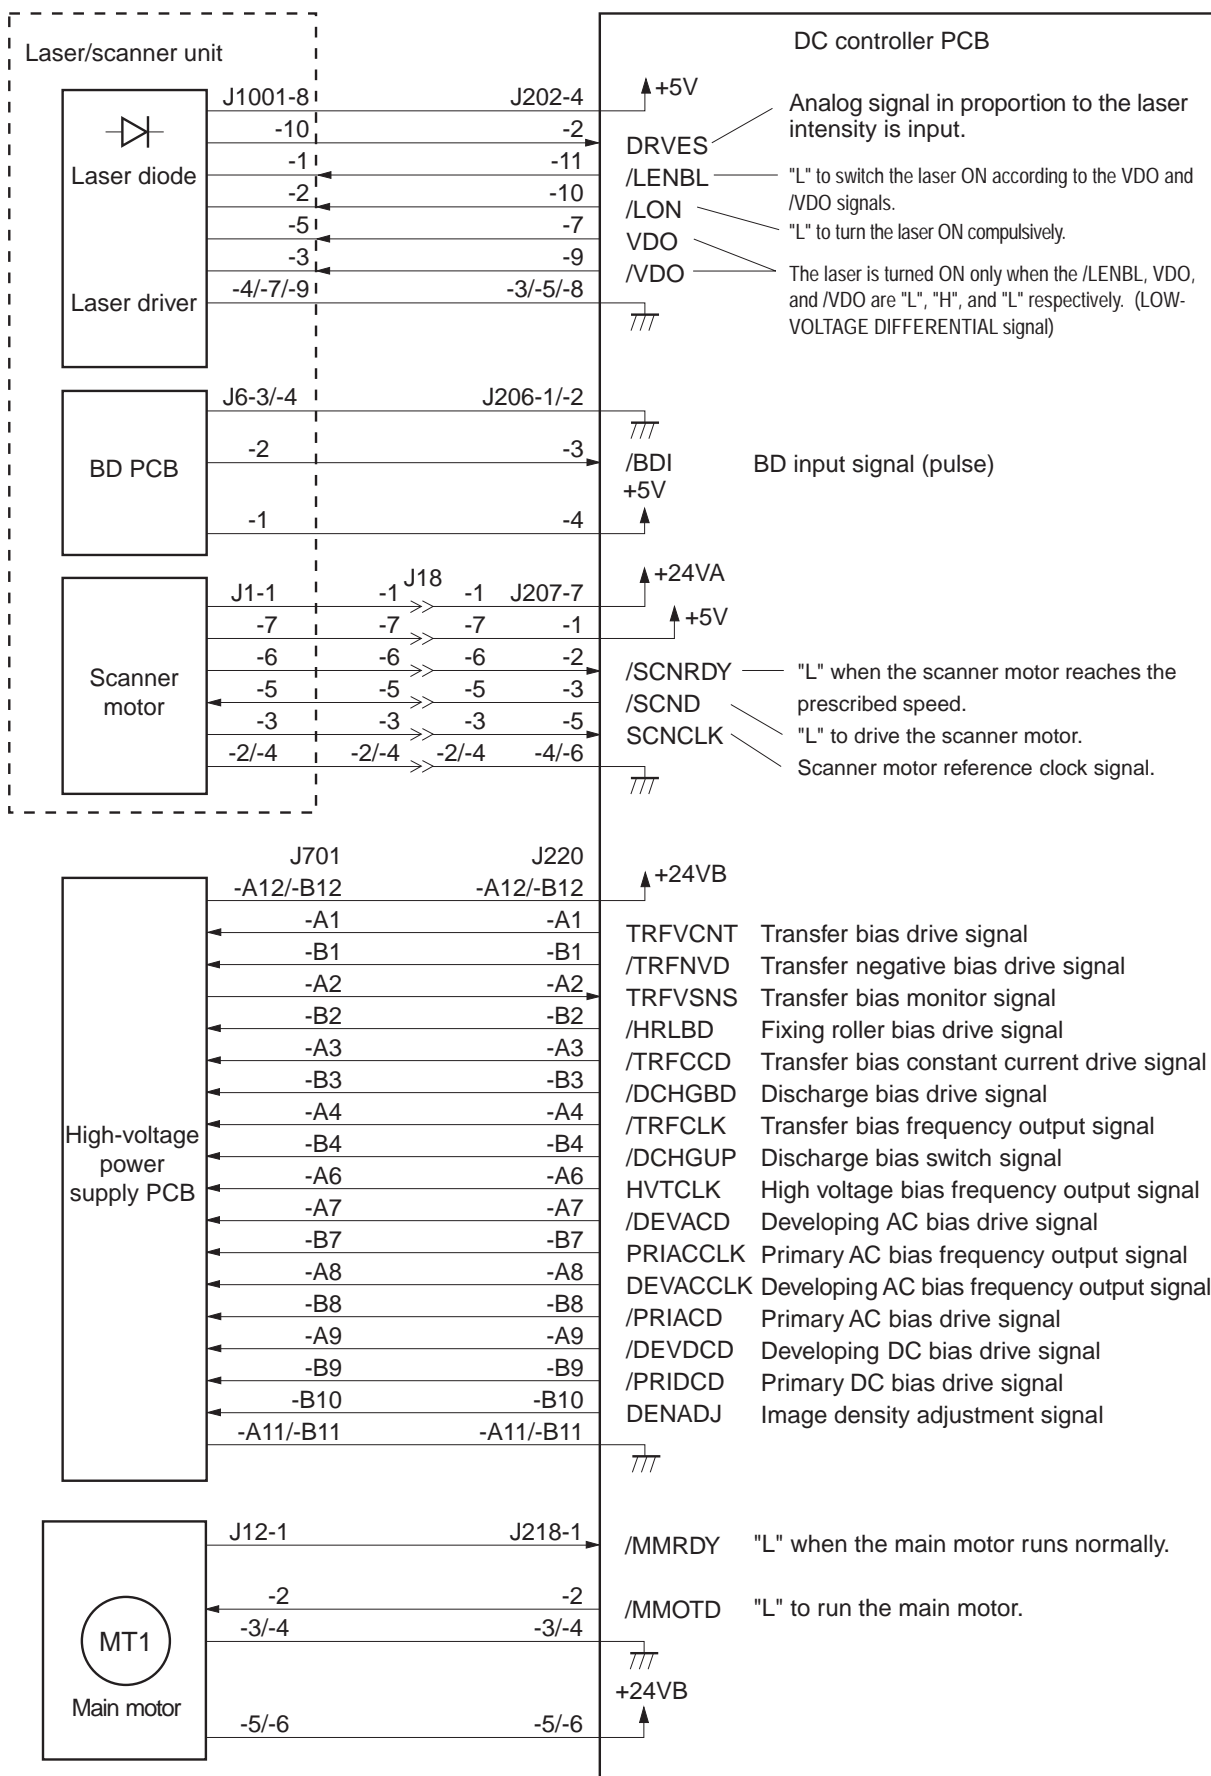 DC controller PCB
Laser/scanner unit
J1001-8 J202-4 +5V
-10 -2 DRVES Analog signal in proportion to the laser
intensity is input.
Laser diode
-1 -11 /LENBL "L" to switch the laser ON according to the VDO and
/VDO signals.
-2 -10 /LON "L" to turn the laser ON compulsively.
-5 -7 VDO
-3 -9 /VDO The laser is turned ON only when the /LENBL, VDO,
and /VDO are "L", "H", and "L" respectively. (LOW-
VOLTAGE DIFFERENTIAL signal)
Laser driver -4/-7/-9 -3/-5/-8
J6-3/-4 J206-1/-2
BD PCB -2 -3 /BDI BD input signal (pulse)
+5V
-1 -4
J18
J1-1 -1 -1 J207-7 +24VA
-7 -7 -7 -1 +5V
Scanner
motor
-6 -6 -6 -2 /SCNRDY "L" when the scanner motor reaches the
prescribed speed.
-5 -5 -5 -3 /SCND "L" to drive the scanner motor.
-3 -3 -3 -5 SCNCLK Scanner motor reference clock signal.
-2/-4 -2/-4 -2/-4 -4/-6
J701 J220
-A12/-B12 -A12/-B12 +24VB
-A1 -A1 TRFVCNT Transfer bias drive signal
-B1 -B1 /TRFNVD Transfer negative bias drive signal
-A2 -A2 TRFVSNS Transfer bias monitor signal
-B2 -B2 /HRLBD Fixing roller bias drive signal
-A3 -A3 /TRFCCD Transfer bias constant current drive signal
-B3 -B3 /DCHGBD Discharge bias drive signal
-A4 -A4 /TRFCLK Transfer bias frequency output signal
High-voltage
power
supply PCB
-B4 -B4 /DCHGUP Discharge bias switch signal
-A6 -A6 HVTCLK High voltage bias frequency output signal
-A7 -A7 /DEVACD Developing AC bias drive signal
-B7 -B7 PRIACCLK Primary AC bias frequency output signal
-A8 -A8 DEVACCLK Developing AC bias frequency output signal
-B8 -B8 /PRIACD Primary AC bias drive signal
-A9 -A9 /DEVDCD Developing DC bias drive signal
-B9 -B9 /PRIDCD Primary DC bias drive signal
-B10 -B10 DENADJ Image density adjustment signal
-A11/-B11 -A11/-B11
J12-1 J218-1 /MMRDY "L" when the main motor runs normally.
-2 -2 /MMOTD "L" to run the main motor.
MT1 -3/-4 -3/-4
Main motor +24VB
-5/-6 -5/-6